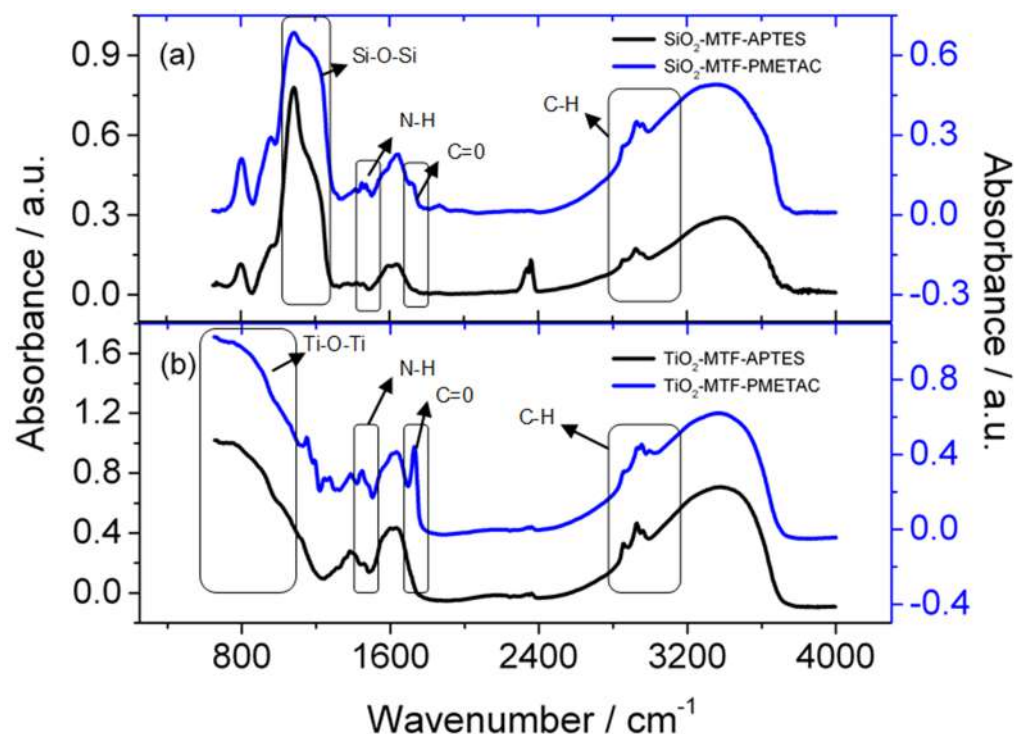 (a)
Si-O-Si
N-H
C=0
C-H
SiO₂-MTF-APTES
SiO₂-MTF-PMETAC
0.9
0.6
0.3
0.0
0.6
0.3
0.0
-0.3
Absorbance / a.u.
Absorbance / a.u.
(b)
Ti-O-Ti
N-H
C=0
C-H
TiO₂-MTF-APTES
TiO₂-MTF-PMETAC
1.6
1.2
0.8
0.4
0.0
0.8
0.4
0.0
-0.4
800 1600 2400 3200 4000
Wavenumber / cm⁻¹